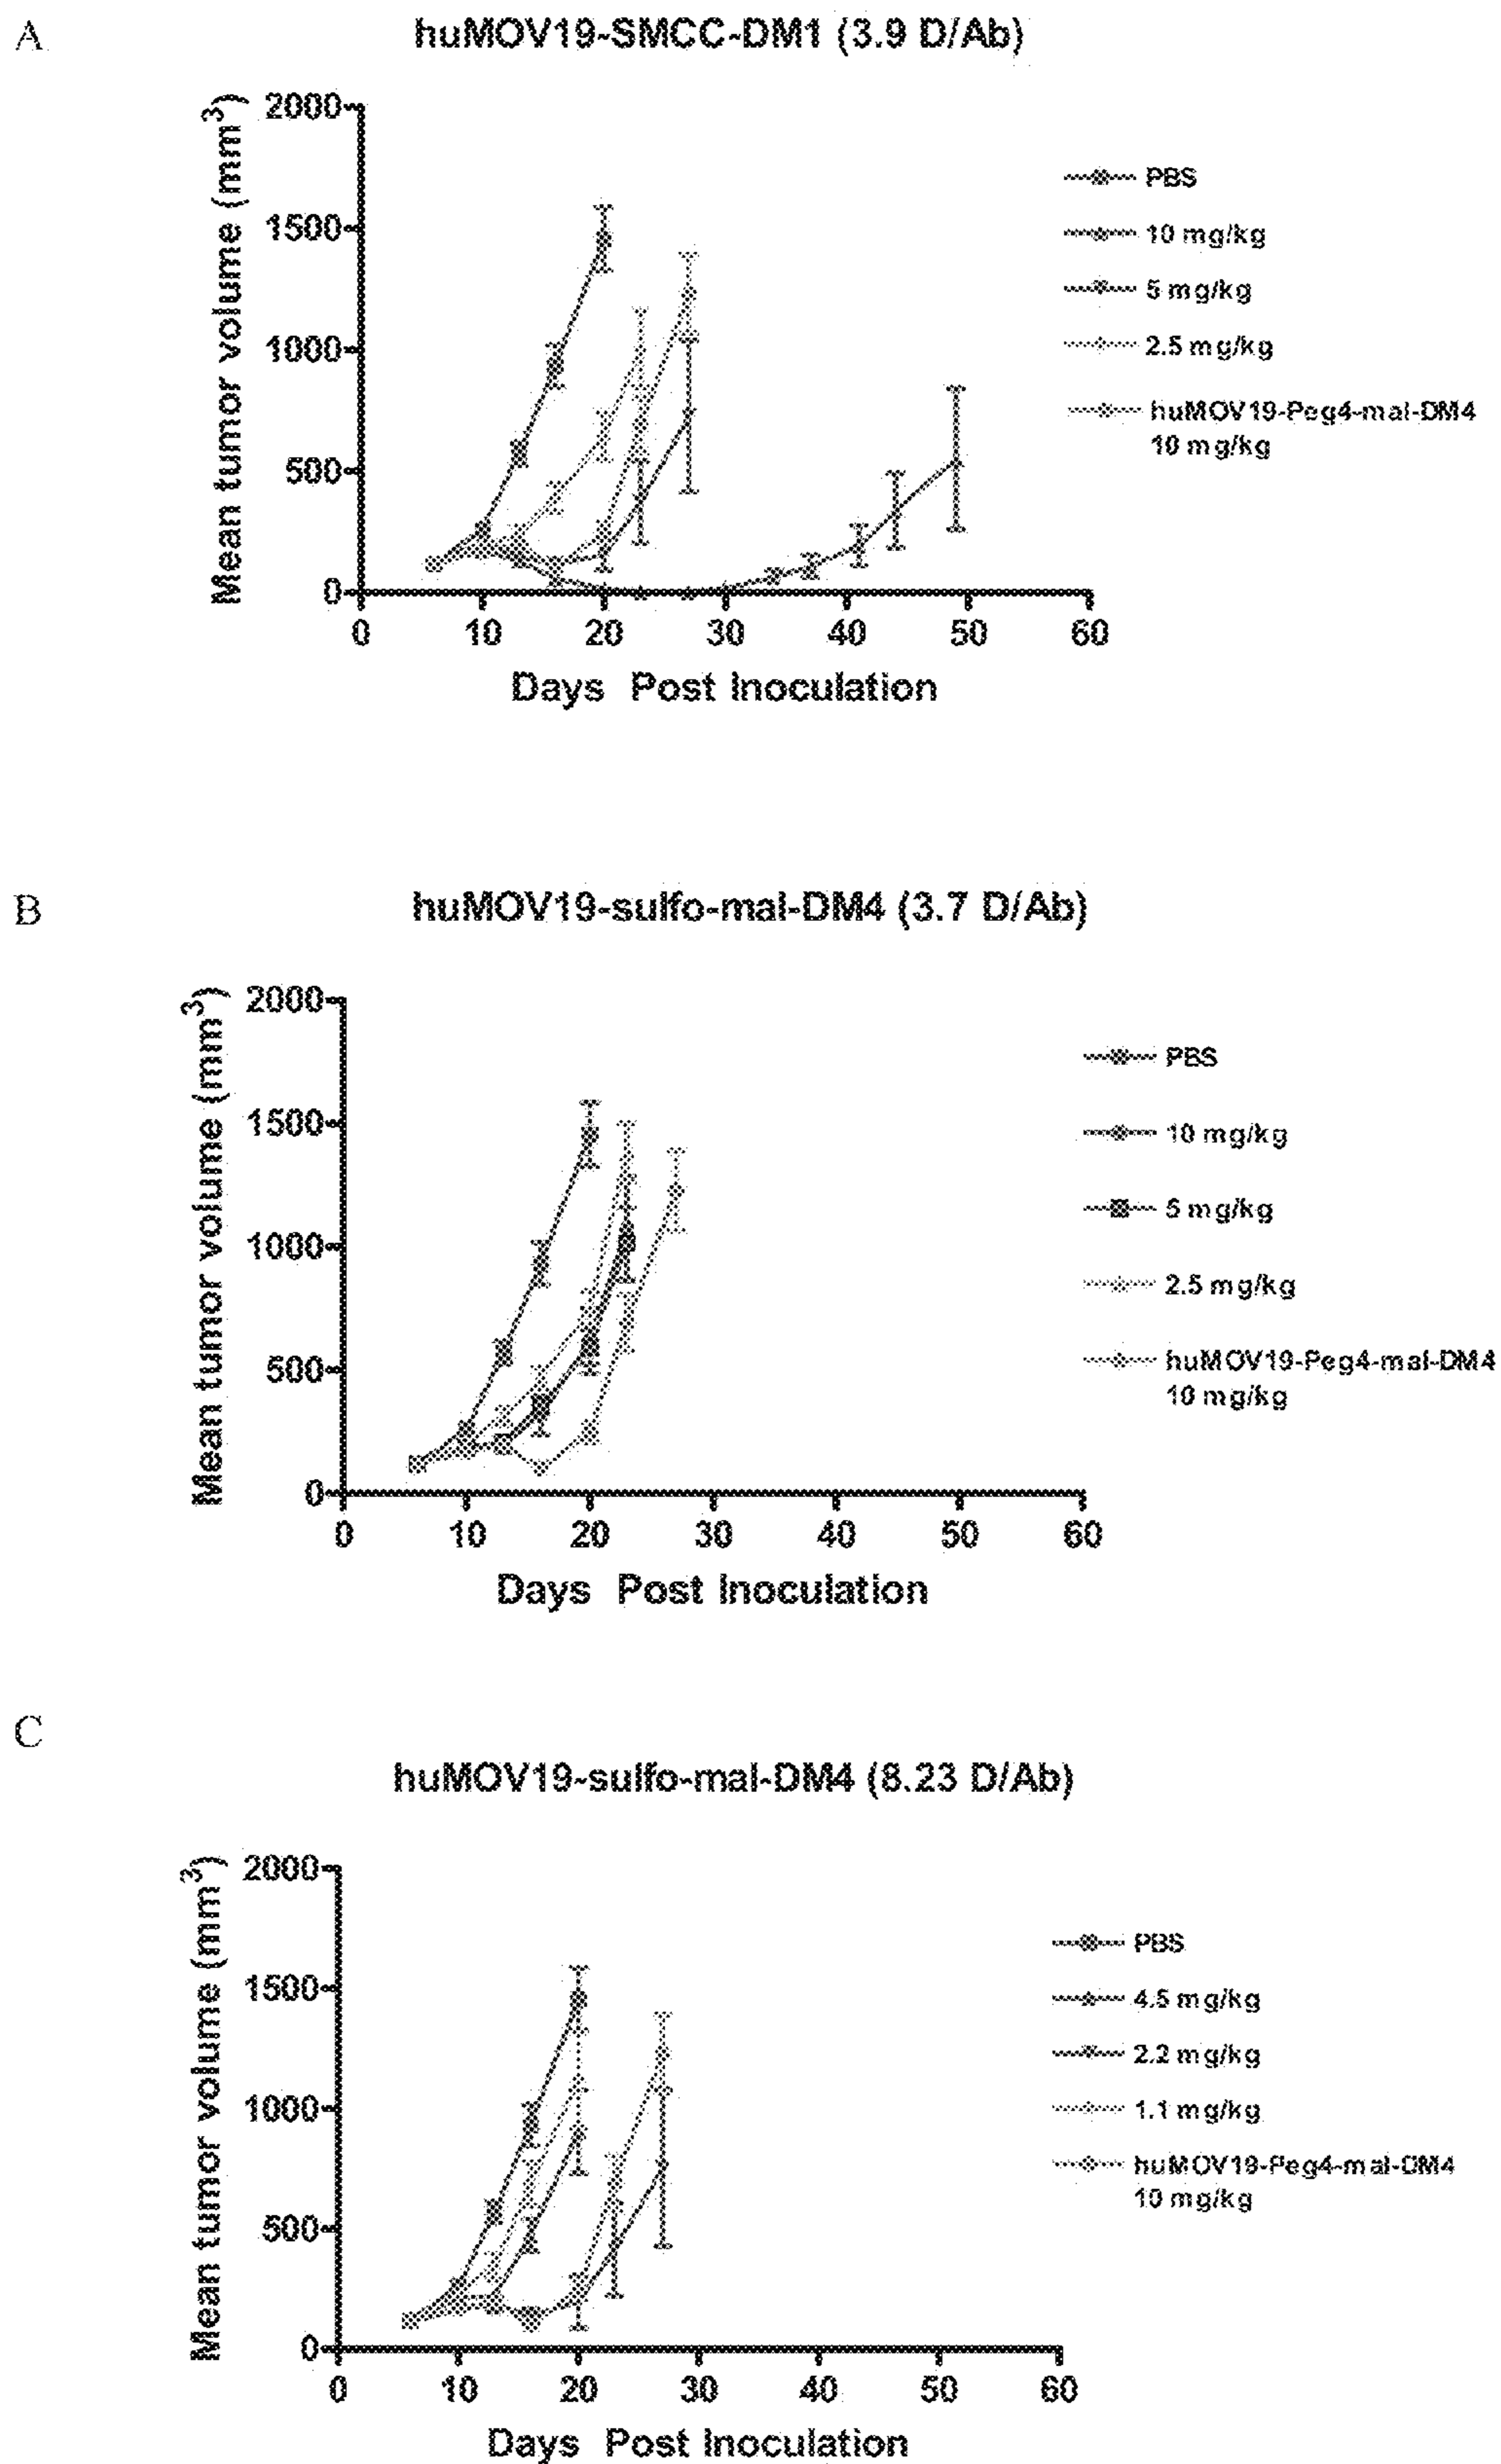 A
huMOV19-SMCC-DM1 (3.9 D/Ab)
Mean tumor volume (mm³)
2000
1500
1000
500
0
0 10 20 30 40 50 60
Days Post Inoculation
PBS
10 mg/kg
5 mg/kg
2.5 mg/kg
huMOV19-Peg4-mal-DM4
10 mg/kg
B
huMOV19-sulfo-mal-DM4 (3.7 D/Ab)
Mean tumor volume (mm³)
2000
1500
1000
500
0
0 10 20 30 40 50 60
Days Post Inoculation
PBS
10 mg/kg
5 mg/kg
2.5 mg/kg
huMOV19-Peg4-mal-DM4
10 mg/kg
C
huMOV19-sulfo-mal-DM4 (8.23 D/Ab)
Mean tumor volume (mm³)
2000
1500
1000
500
0
0 10 20 30 40 50 60
Days Post Inoculation
PBS
4.5 mg/kg
2.2 mg/kg
1.1 mg/kg
huMOV19-Peg4-mal-DM4
10 mg/kg